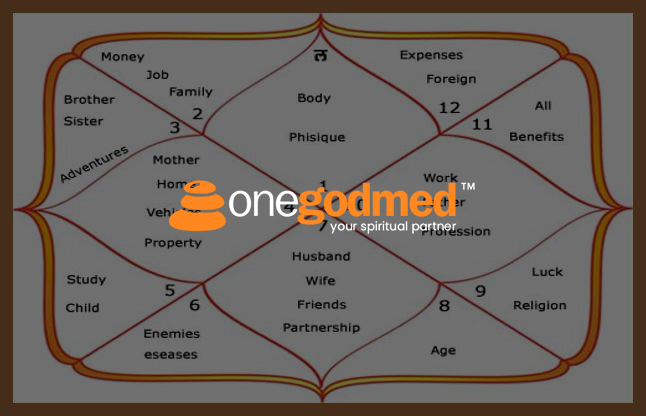 Money
Job
Family
2
Brother
Sister
3
Adventures
ल
Body
Phisique
1
Expenses
Foreign
12
11
All
Benefits
Mother
Home
Vehicles
Property
4
onegodmed™
your spiritual partner
Work
Profession
7
Husband
Wife
Friends
Partnership
Study
Child
5
6
Enemies
eseases
8
Age
9
Luck
Religion